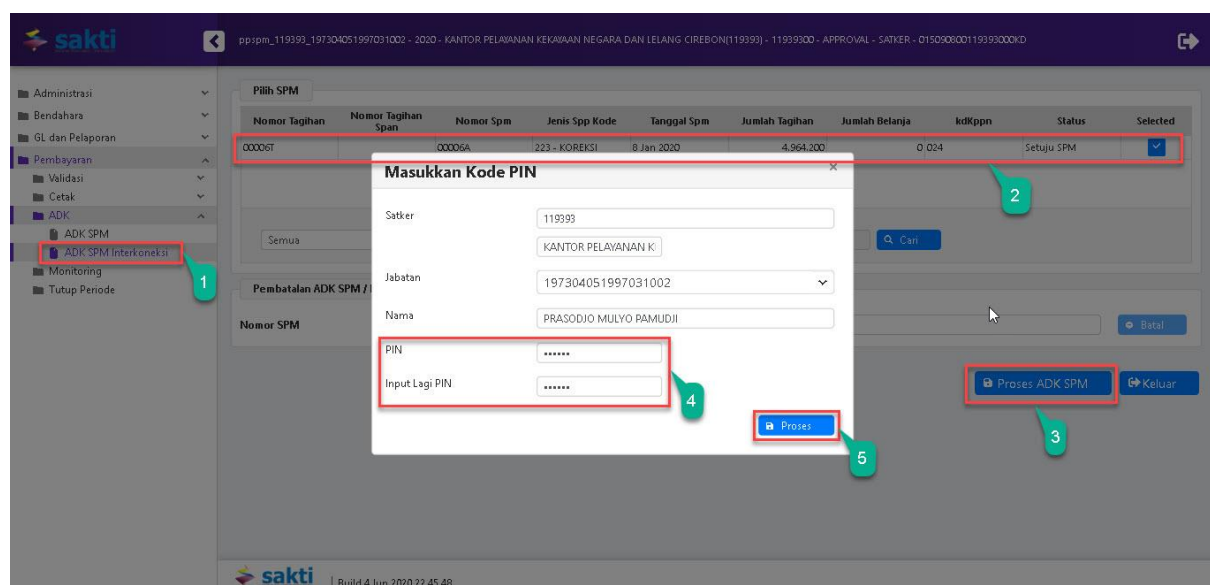 sakti
ppspm_119393_197304051997031002 - 2020 - KANTOR PELAYANAN KEKAYAAN NEGARA DAN LELANG CIREBON(119393) - 11939300 - APPROVAL - SATKER - 015090800119393000KD
Administrasi
Bendahara
GL dan Pelaporan
Pembayaran
Validasi
Cetak
ADK
ADK SPM
ADK SPM Interkoneksi
Monitoring
Tutup Periode
1
Pilih SPM
Nomor Tagihan Nomor Tagihan Span Nomor Spm Jenis Spp Kode Tanggal Spm Jumlah Tagihan Jumlah Belanja kdKppn Status Selected
00006T 00006A 223 - KOREKSI 8 Jan 2020 4.964.200 0 024 Setuju SPM
2
Semua
Cari
Pembatalan ADK SPM /
Nomor SPM
Batal
Proses ADK SPM
Keluar
3
Masukkan Kode PIN
×
Satker 119393
KANTOR PELAYANAN K
Jabatan 197304051997031002
Nama PRASODJO MULYO PAMUDJI
PIN ••••••
Input Lagi PIN ••••••
4
Proses
5
sakti | Build 4 Jun 2020 22.45.48